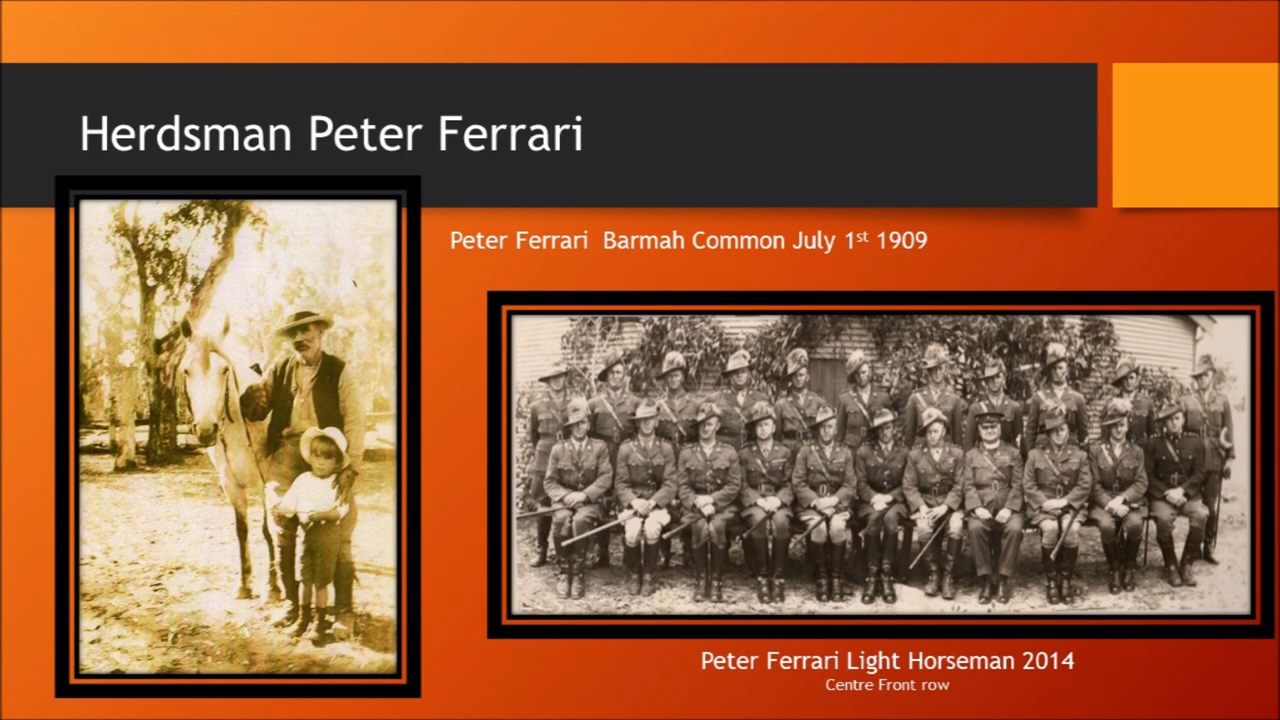 Herdsman Peter Ferrari
Peter Ferrari Barmah Common July 1st 1909
Peter Ferrari Light Horseman 2014
Centre Front row